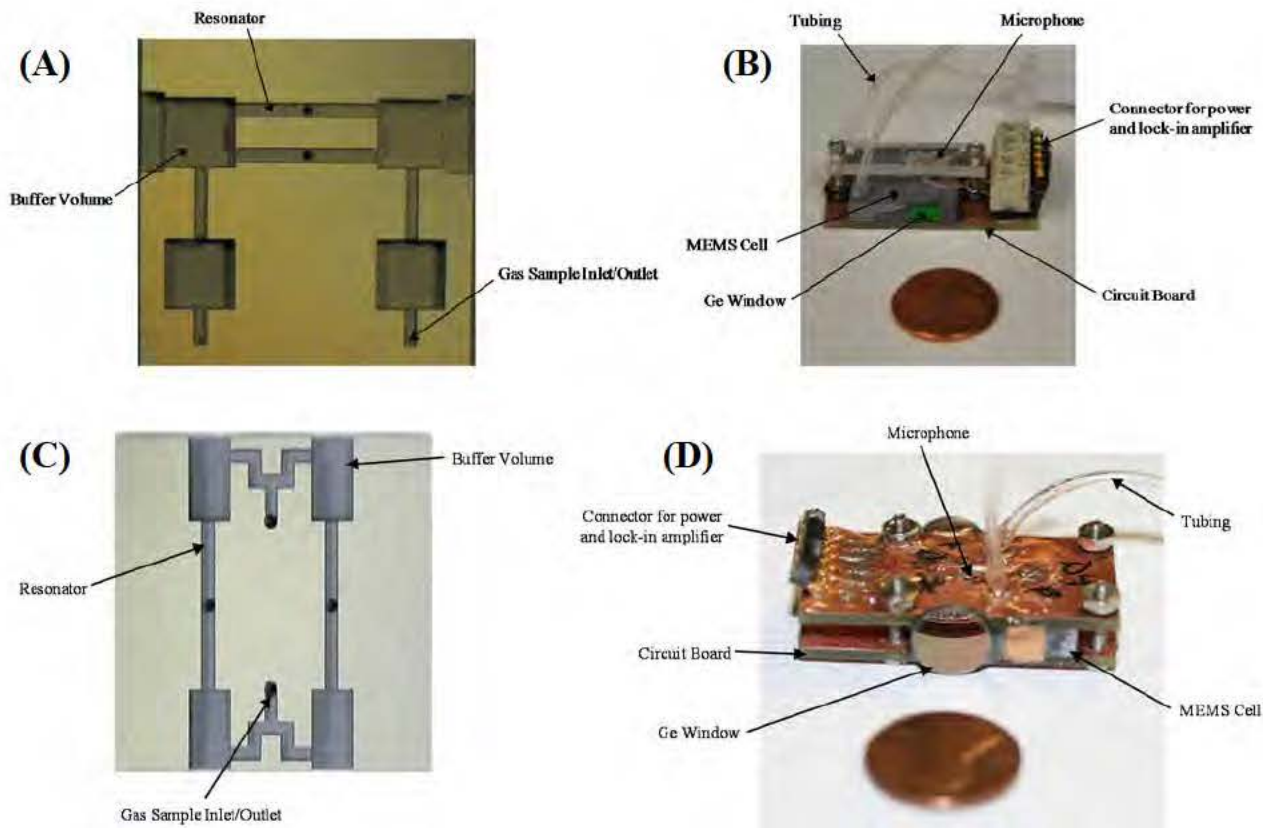 (A)
Resonator
Buffer Volume
Gas Sample Inlet/Outlet
(B)
Tubing
Microphone
Connector for power
and lock-in amplifier
MEMS Cell
Ge Window
Circuit Board
(C)
Buffer Volume
Resonator
Gas Sample Inlet/Outlet
(D)
Microphone
Connector for power
and lock-in amplifier
Tubing
Circuit Board
Ge Window
MEMS Cell